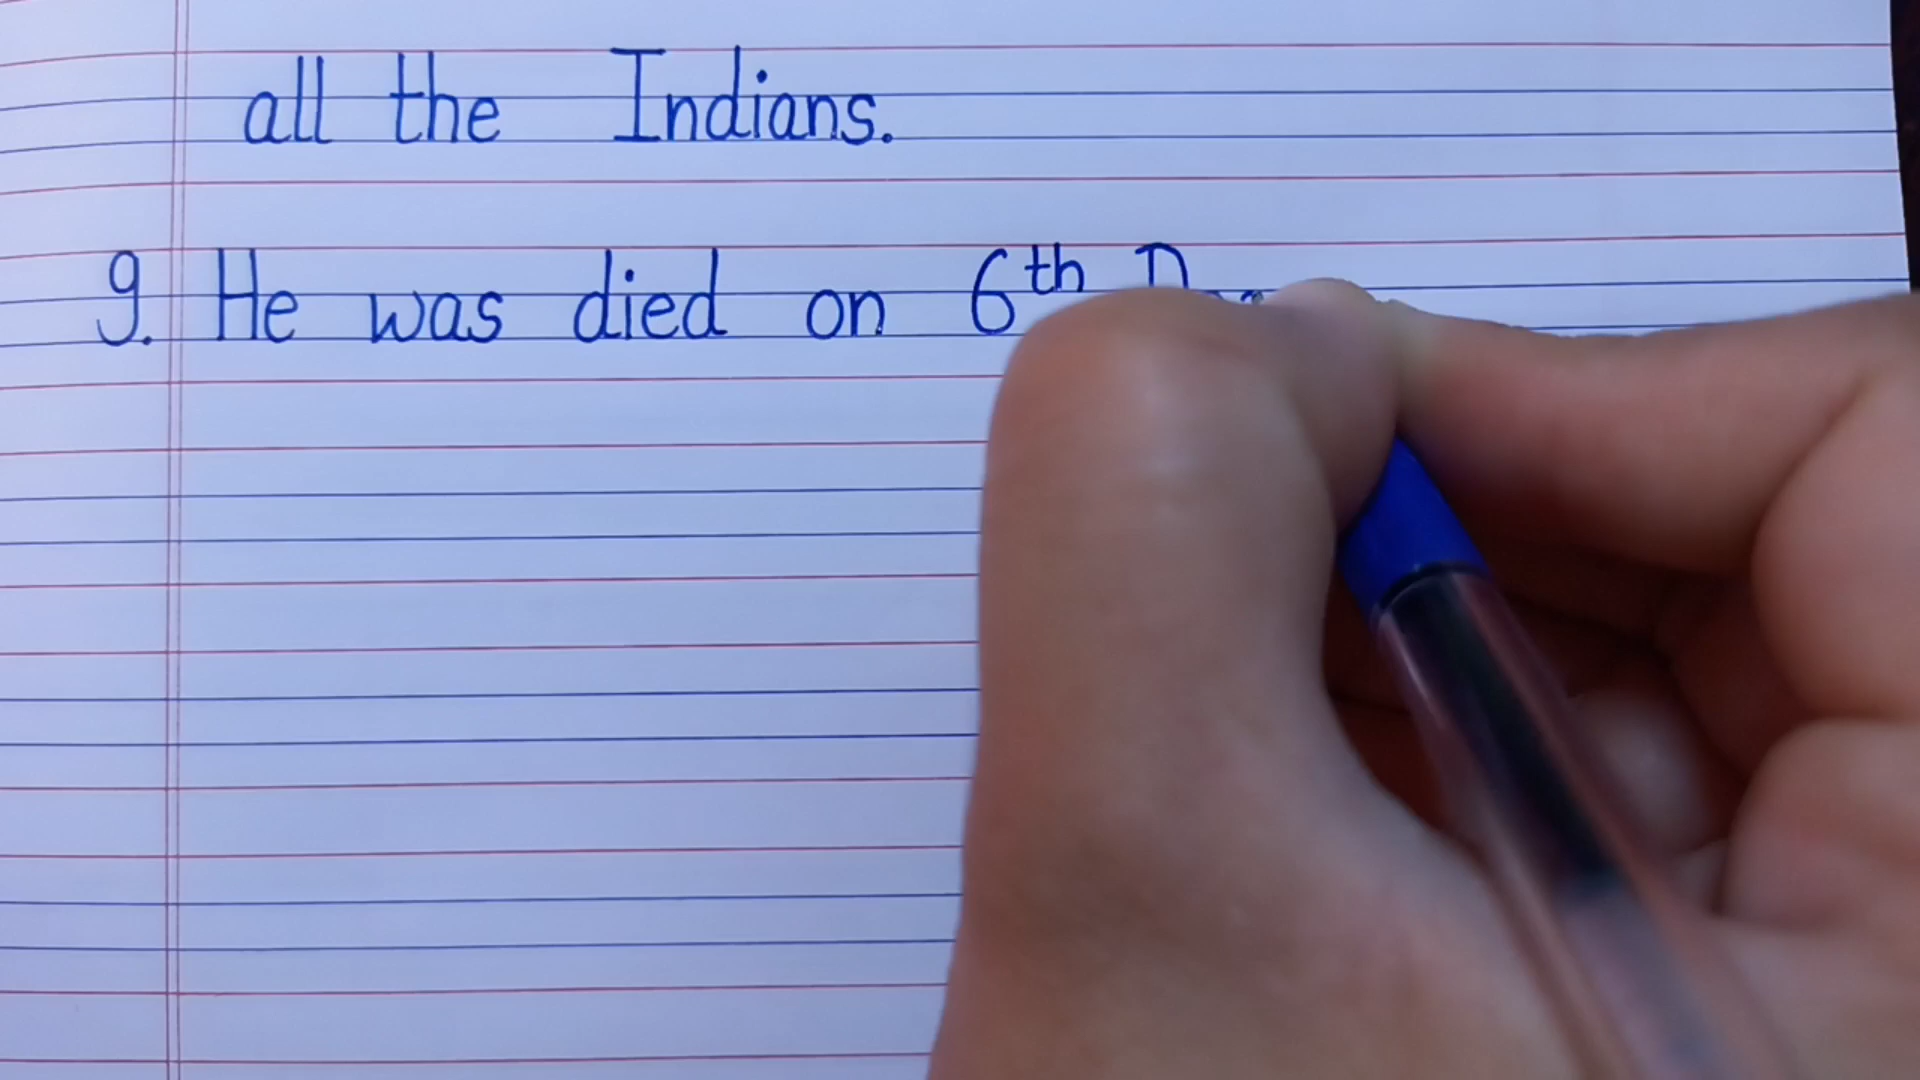 all the Indians.
9. He was died on 6th